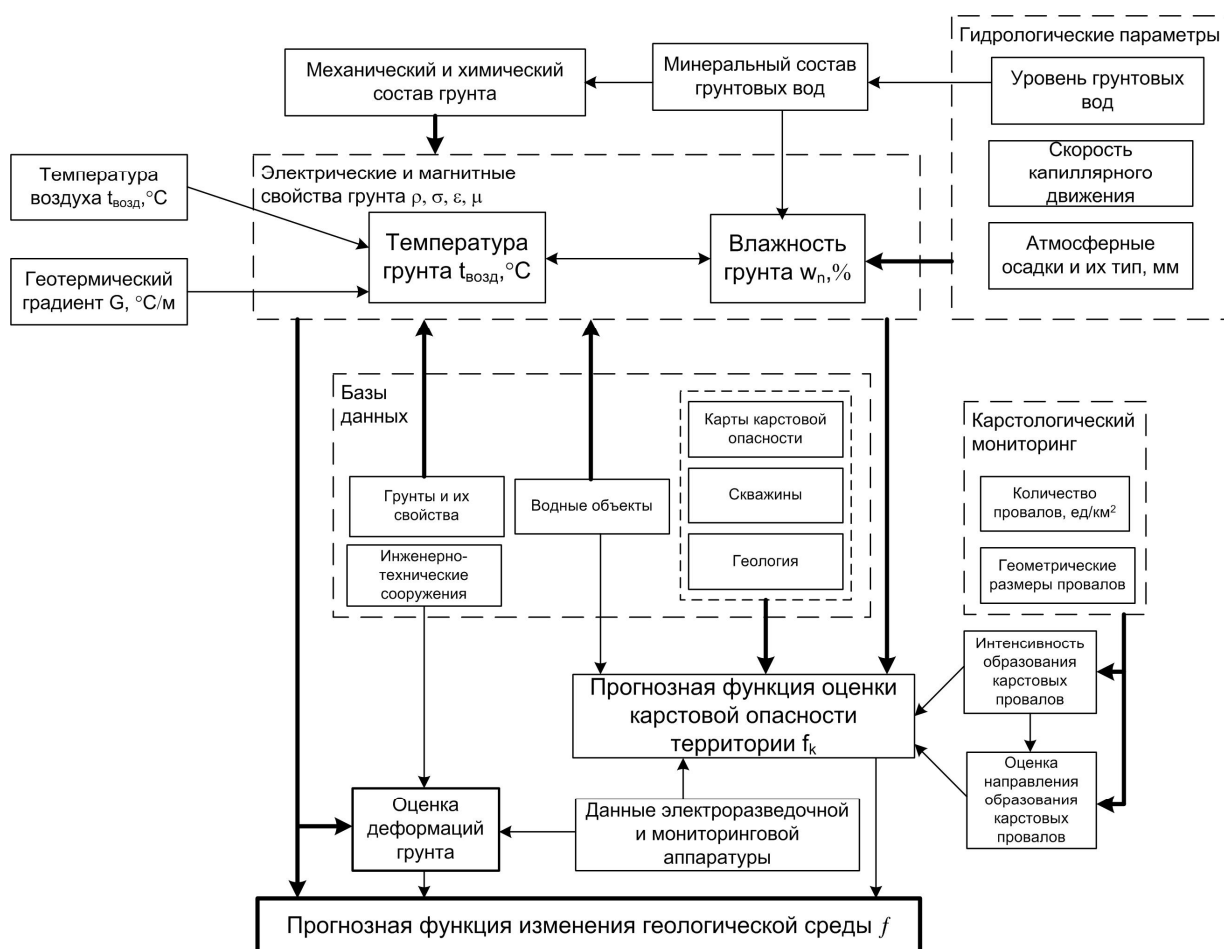 Гидрологические параметры
Механический и химический
состав грунта
Минеральный состав
грунтовых вод
Уровень грунтовых
вод
Скорость
капиллярного
движения
Атмосферные
осадки и их тип, мм
Температура
воздуха tвозд,°C
Геотермический
градиент G, °C/м
Электрические и магнитные
свойства грунта ρ, σ, ε, μ
Температура
грунта tвозд,°C
Влажность
грунта wn,%
Базы
данных
Грунты и их
свойства
Инженерно-
технические
сооружения
Водные объекты
Карты карстовой
опасности
Скважины
Геология
Карстологический
мониторинг
Количество
провалов, ед/км²
Геометрические
размеры провалов
Интенсивность
образования
карстовых
провалов
Оценка
направления
образования
карстовых
провалов
Прогнозная функция оценки
карстовой опасности
территории fk
Оценка
деформаций
грунта
Данные электроразведочной
и мониторинговой
аппаратуры
Прогнозная функция изменения геологической среды f